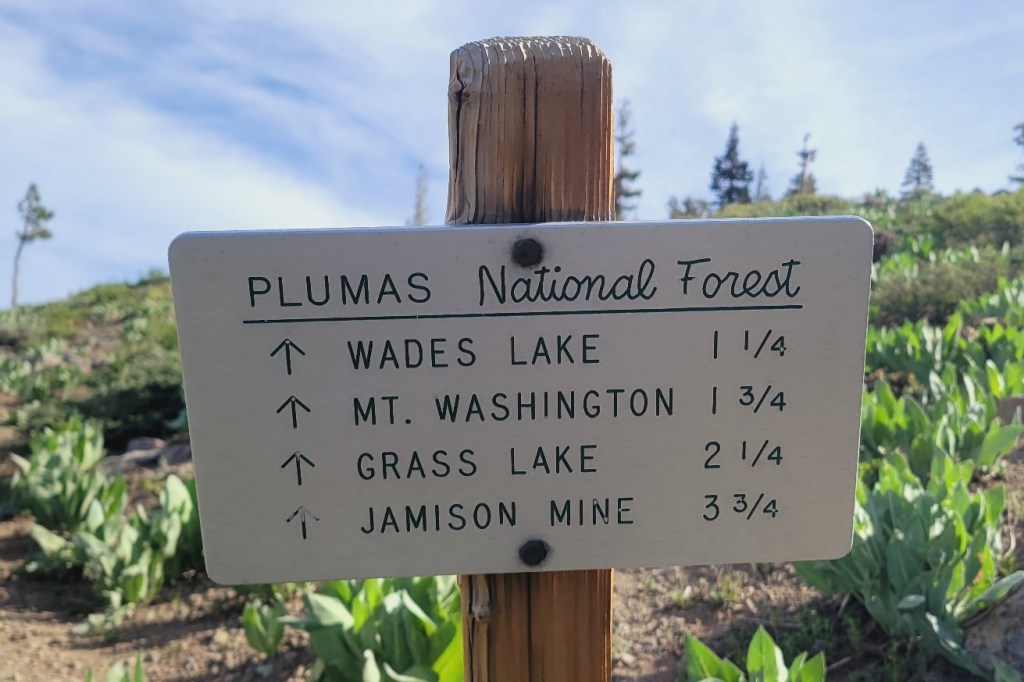 PLUMAS National Forest
↑ WADES LAKE 1 1/4
↑ MT. WASHINGTON 1 3/4
↑ GRASS LAKE 2 1/4
↑ JAMISON MINE 3 3/4